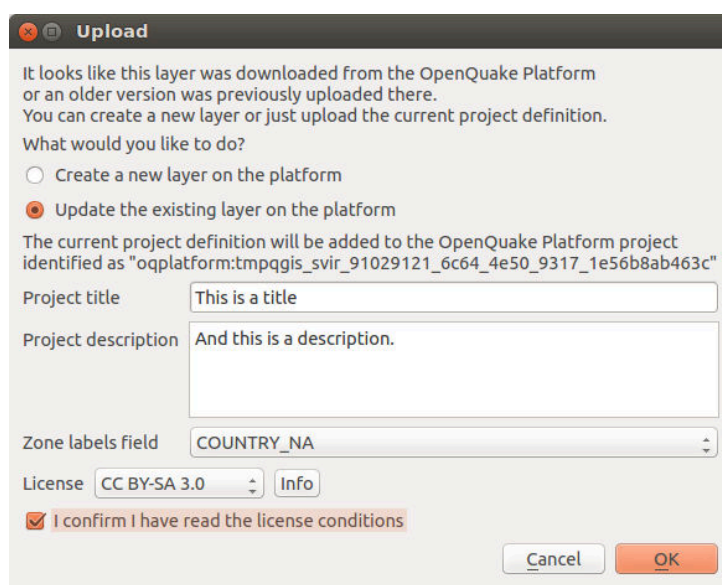 Upload
It looks like this layer was downloaded from the OpenQuake Platform
or an older version was previously uploaded there.
You can create a new layer or just upload the current project definition.
What would you like to do?
Create a new layer on the platform
Update the existing layer on the platform
The current project definition will be added to the OpenQuake Platform project
identified as "oqplatform:tmpqgis_svir_91029121_6c64_4e50_9317_1e56b8ab463c"
Project title This is a title
Project description And this is a description.
Zone labels field COUNTRY_NA
License CC BY-SA 3.0 Info
I confirm I have read the license conditions
Cancel OK